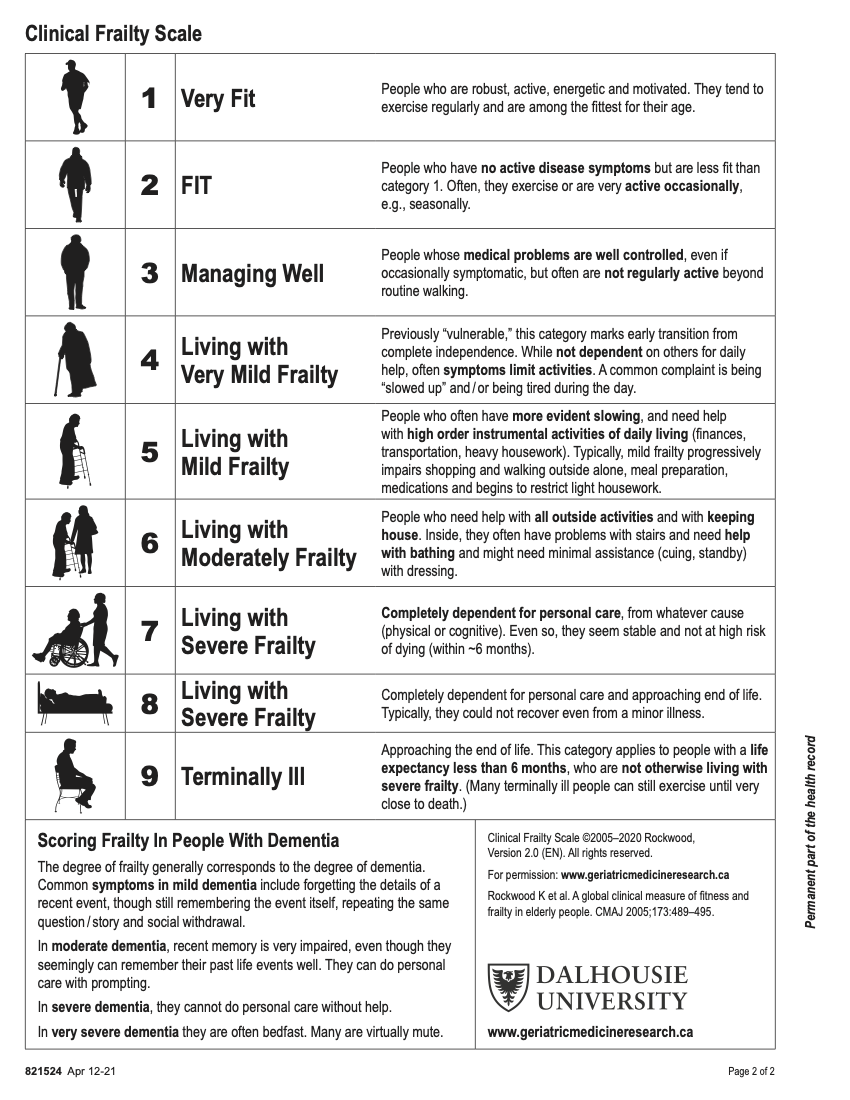 Clinical Frailty Scale
1
Very Fit
People who are robust, active, energetic and motivated. They tend to
exercise regularly and are among the fittest for their age.
2
FIT
People who have no active disease symptoms but are less fit than
category 1. Often, they exercise or are very active occasionally,
e.g., seasonally.
3
Managing Well
People whose medical problems are well controlled, even if
occasionally symptomatic, but often are not regularly active beyond
routine walking.
4
Living with
Very Mild Frailty
Previously “vulnerable,” this category marks early transition from
complete independence. While not dependent on others for daily
help, often symptoms limit activities. A common complaint is being
“slowed up” and/or being tired during the day.
5
Living with
Mild Frailty
People who often have more evident slowing, and need help
with high order instrumental activities of daily living (finances,
transportation, heavy housework). Typically, mild frailty progressively
impairs shopping and walking outside alone, meal preparation,
medications and begins to restrict light housework.
6
Living with
Moderately Frailty
People who need help with all outside activities and with keeping
house. Inside, they often have problems with stairs and need help
with bathing and might need minimal assistance (cuing, standby)
with dressing.
7
Living with
Severe Frailty
Completely dependent for personal care, from whatever cause
(physical or cognitive). Even so, they seem stable and not at high risk
of dying (within ~6 months).
8
Living with
Severe Frailty
Completely dependent for personal care and approaching end of life.
Typically, they could not recover even from a minor illness.
9
Terminally Ill
Approaching the end of life. This category applies to people with a life
expectancy less than 6 months, who are not otherwise living with
severe frailty. (Many terminally ill people can still exercise until very
close to death.)
Scoring Frailty In People With Dementia
The degree of frailty generally corresponds to the degree of dementia.
Common symptoms in mild dementia include forgetting the details of a
recent event, though still remembering the event itself, repeating the same
question/story and social withdrawal.
In moderate dementia, recent memory is very impaired, even though they
seemingly can remember their past life events well. They can do personal
care with prompting.
In severe dementia, they cannot do personal care without help.
In very severe dementia they are often bedfast. Many are virtually mute.
Clinical Frailty Scale ©2005–2020 Rockwood,
Version 2.0 (EN). All rights reserved.
For permission: www.geriatricmedicineresearch.ca
Rockwood K et al. A global clinical measure of fitness and
frailty in elderly people. CMAJ 2005;173:489–495.
DALHOUSIE
UNIVERSITY
www.geriatricmedicineresearch.ca
Permanent part of the health record
821524 Apr 12-21
Page 2 of 2